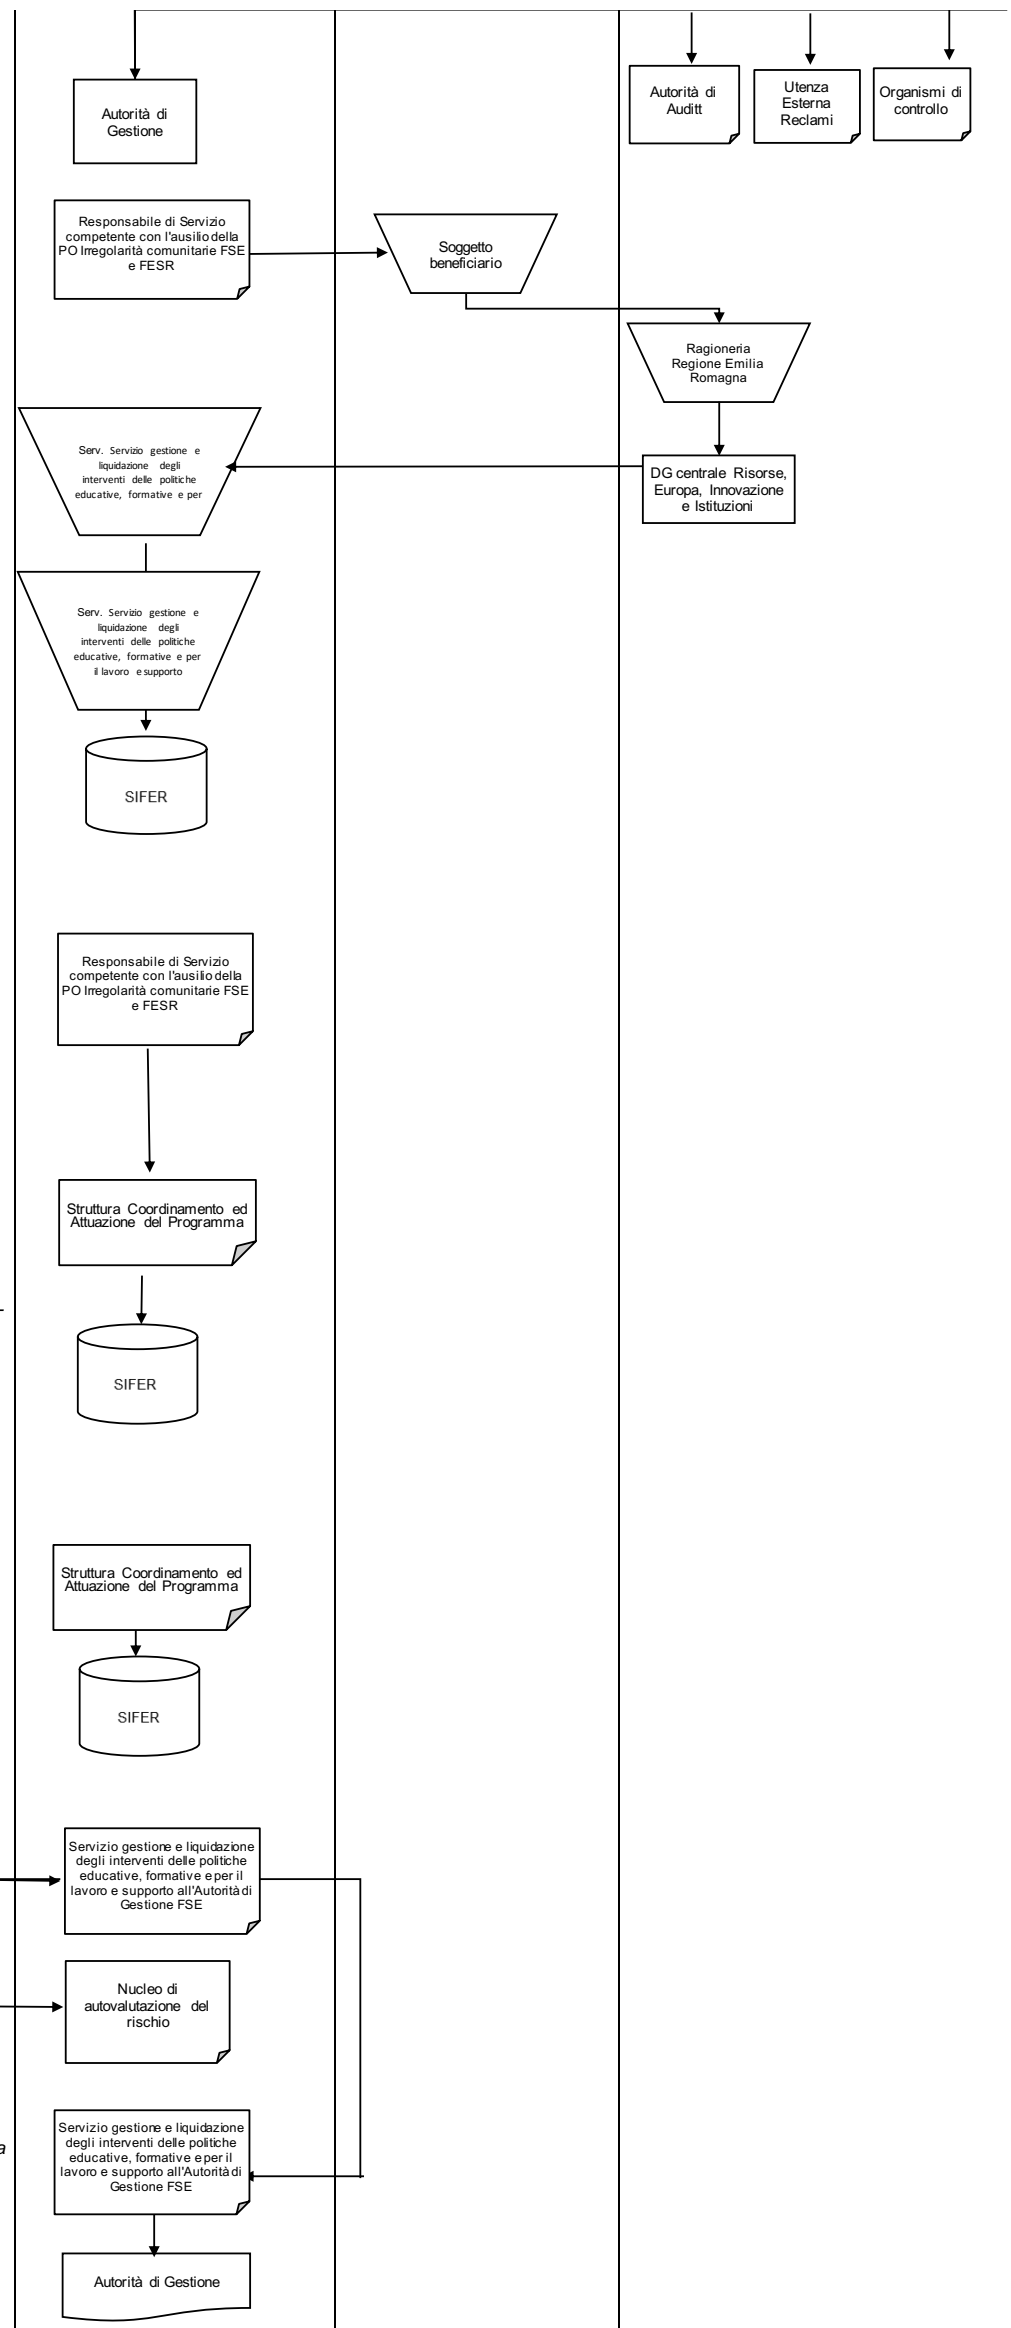 Autorità di
Gestione
Autorità di
Auditt
Utenza
Esterna
Reclami
Organismi di
controllo
Responsabile di Servizio
competente con l'ausilio della
PO Irregolarità comunitarie FSE
e FESR
Soggetto
beneficiario
Ragioneria
Regione Emilia
Romagna
Serv. Servizio gestione e
liquidazione degli
interventi delle politiche
educative, formative e per
DG centrale Risorse,
Europa, Innovazione
e Istituzioni
Serv. Servizio gestione e
liquidazione degli
interventi delle politiche
educative, formative e per
il lavoro e supporto
SIFER
Responsabile di Servizio
competente con l'ausilio della
PO Irregolarità comunitarie FSE
e FESR
Struttura Coordinamento ed
Attuazione del Programma
SIFER
Struttura Coordinamento ed
Attuazione del Programma
SIFER
Servizio gestione e liquidazione
degli interventi delle politiche
educative, formative e per il
lavoro e supporto all'Autorità di
Gestione FSE
Nucleo di
autovalutazione del
rischio
Servizio gestione e liquidazione
degli interventi delle politiche
educative, formative e per il
lavoro e supporto all'Autorità di
Gestione FSE
a
Autorità di Gestione